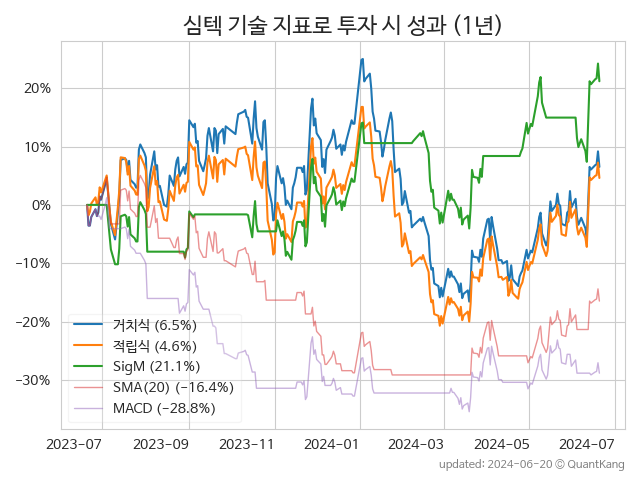 심텍 기술 지표로 투자 시 성과 (1년)
20%
10%
0%
−10%
−20%
−30%
거치식 (6.5%)
적립식 (4.6%)
SigM (21.1%)
SMA(20) (−16.4%)
MACD (−28.8%)
2023-07 2023-09 2023-11 2024-01 2024-03 2024-05 2024-07
updated: 2024-06-20 © QuantKang